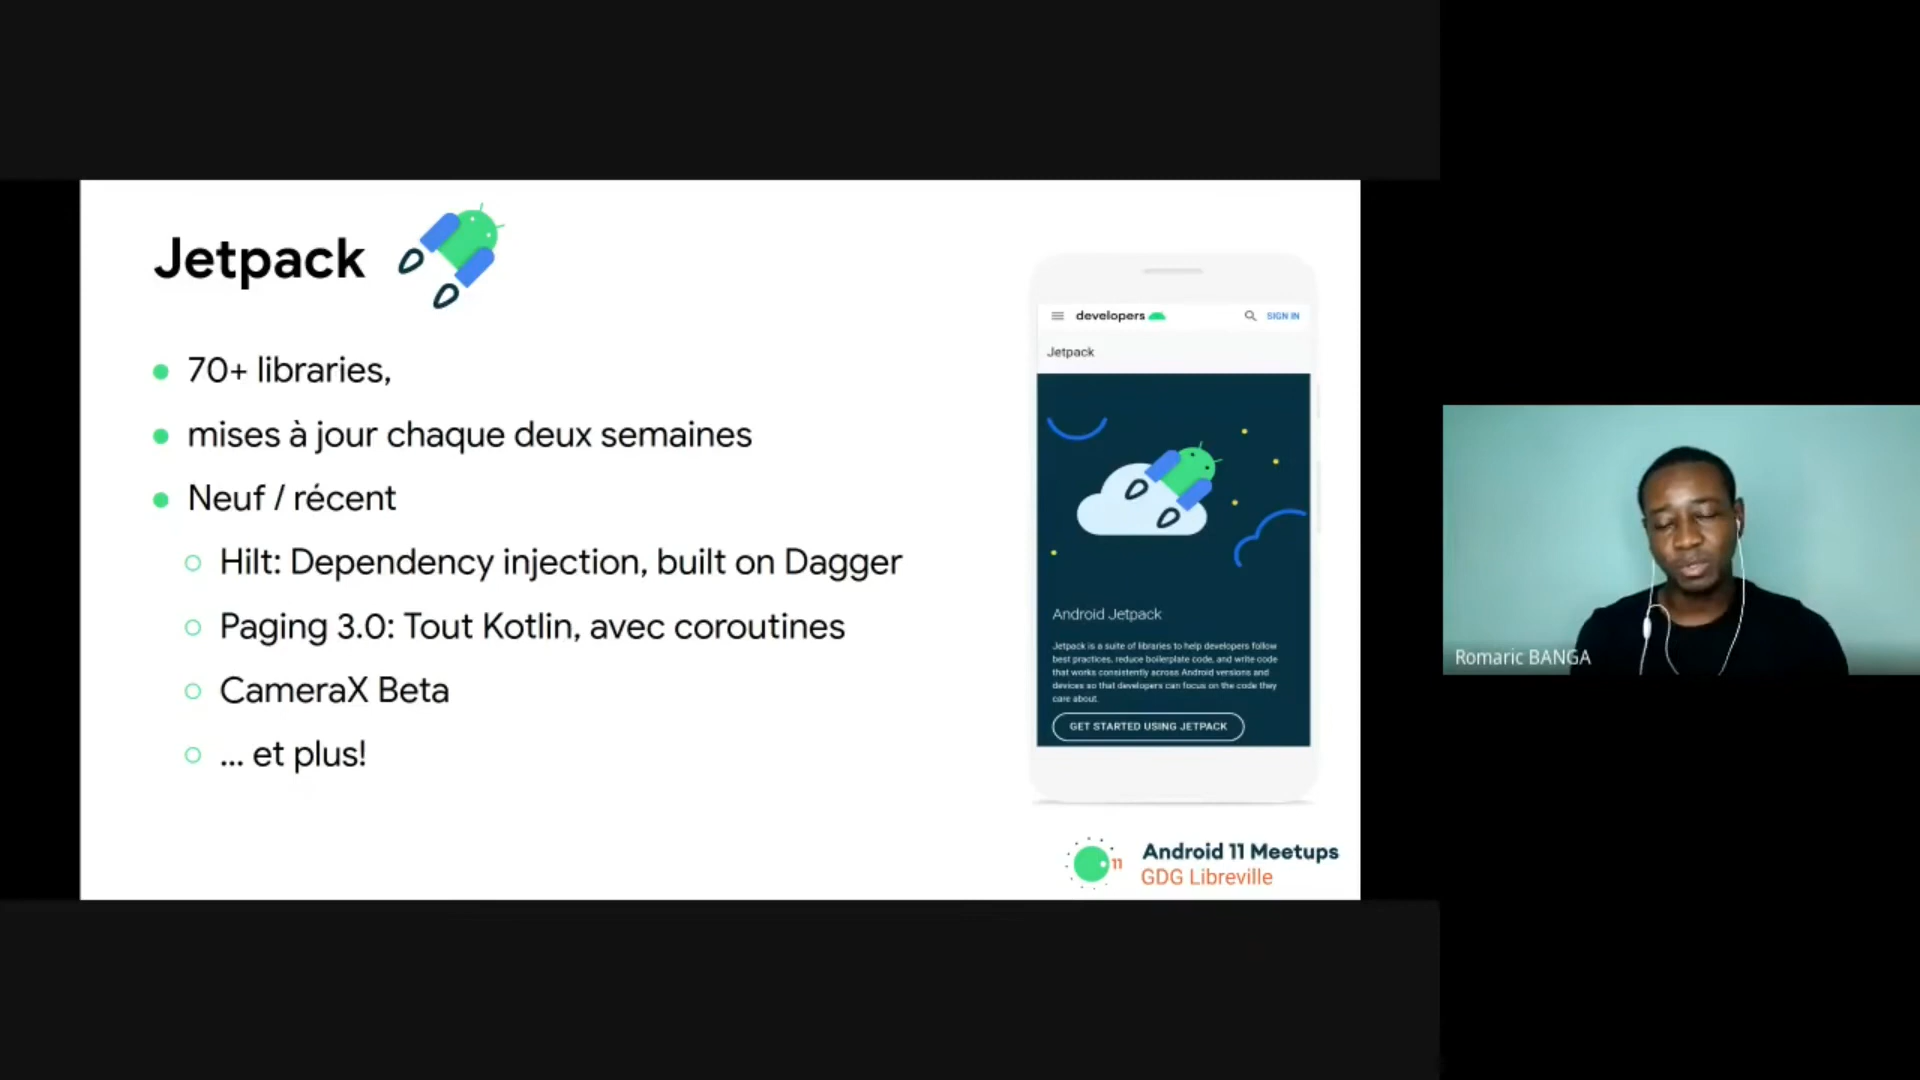 Jetpack
70+ libraries,
mises à jour chaque deux semaines
Neuf / récent
Hilt: Dependency injection, built on Dagger
Paging 3.0: Tout Kotlin, avec coroutines
CameraX Beta
... et plus!
developers
SIGN IN
Jetpack
Android Jetpack
Jetpack is a suite of libraries to help developers follow
best practices, reduce boilerplate code, and write code
that works consistently across Android versions and
devices so that developers can focus on the code they
care about.
GET STARTED USING JETPACK
11
Android 11 Meetups
GDG Libreville
Romaric BANGA